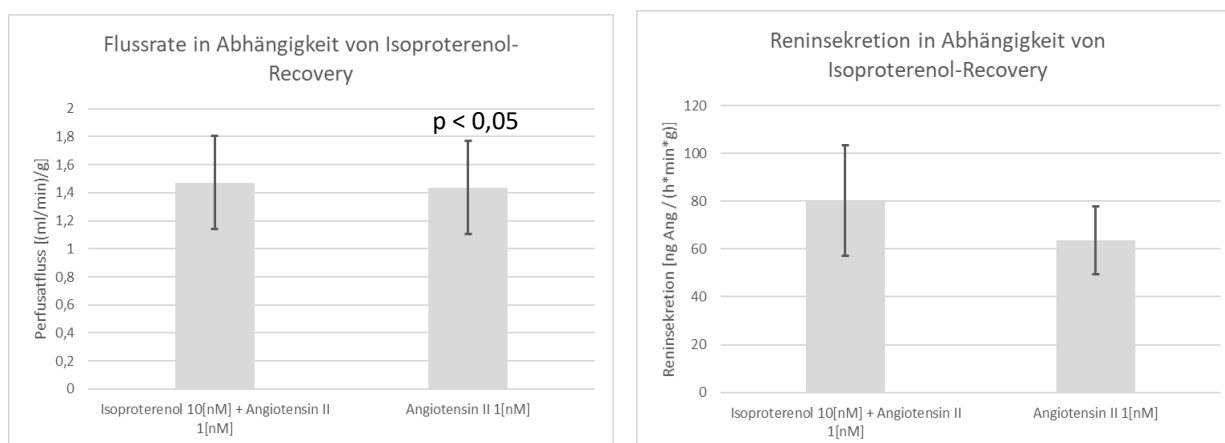 Flussrate in Abhängigkeit von Isoproterenol-
Recovery
Perfusatfluss [(ml/min)/g]
2
1,8
1,6
1,4
1,2
1
0,8
0,6
0,4
0,2
0
p < 0,05
Isoproterenol 10[nM] + Angiotensin II
1[nM]
Angiotensin II 1[nM]
Reninsekretion in Abhängigkeit von
Isoproterenol-Recovery
Reninsekretion [ng Ang / (h*min*g)]
120
100
80
60
40
20
0
Isoproterenol 10[nM] + Angiotensin II
1[nM]
Angiotensin II 1[nM]